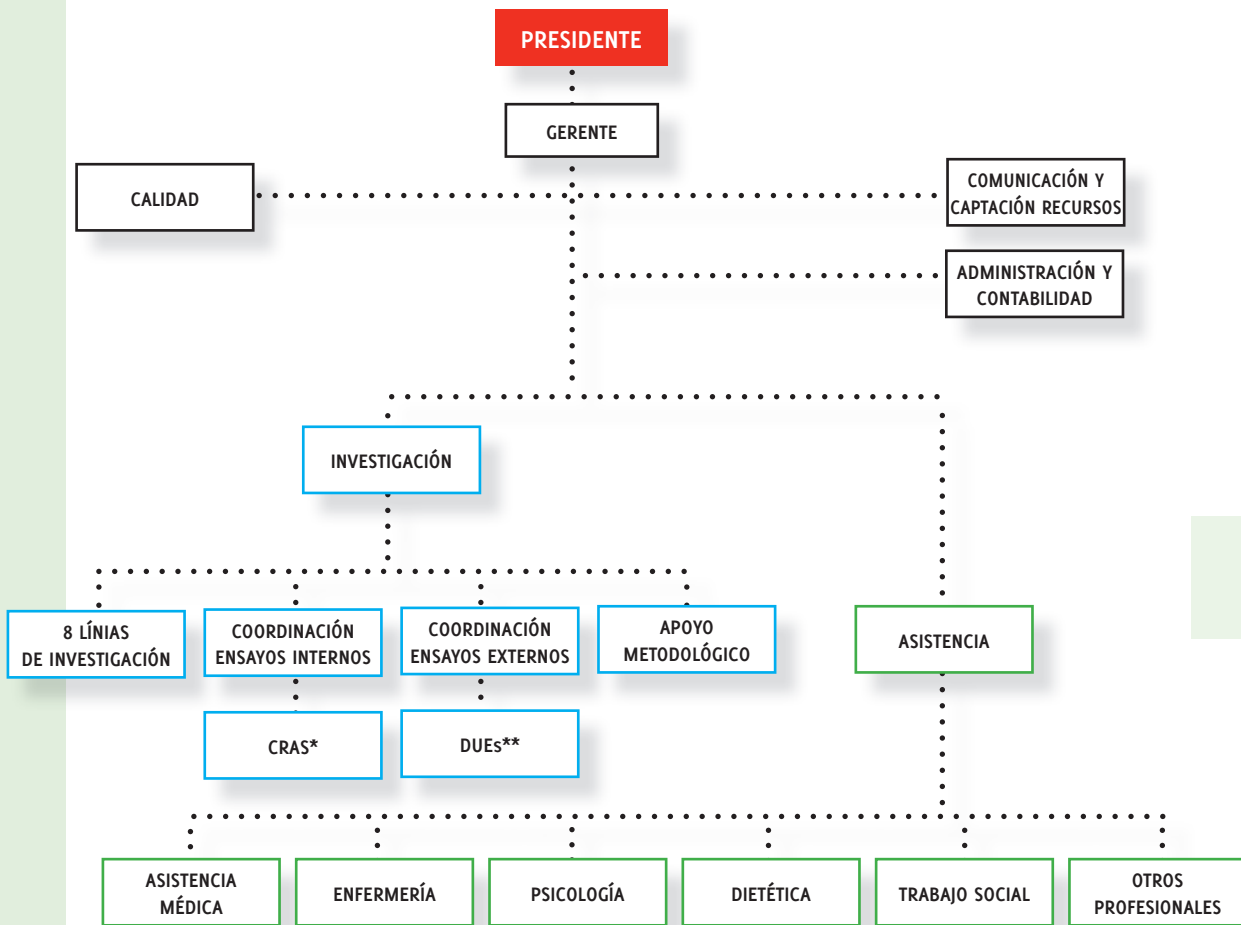 PRESIDENTE
GERENTE
CALIDAD
COMUNICACIÓN Y
CAPTACIÓN RECURSOS
ADMINISTRACIÓN Y
CONTABILIDAD
INVESTIGACIÓN
8 LÍNIAS
DE INVESTIGACIÓN
COORDINACIÓN
ENSAYOS INTERNOS
COORDINACIÓN
ENSAYOS EXTERNOS
APOYO
METODOLÓGICO
ASISTENCIA
CRAS*
DUEs**
ASISTENCIA
MÉDICA
ENFERMERÍA
PSICOLOGÍA
DIETÉTICA
TRABAJO SOCIAL
OTROS
PROFESIONALES